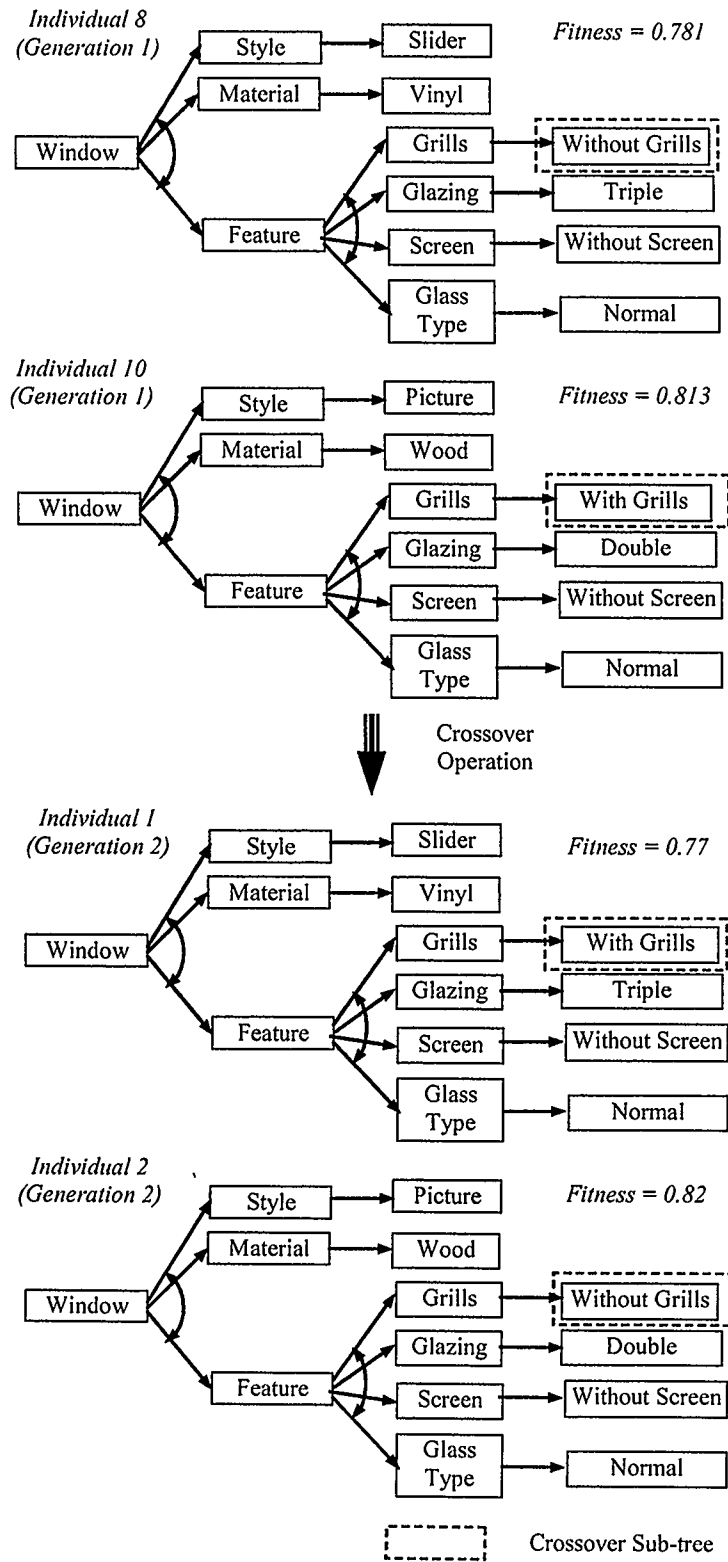 Individual 8
(Generation 1)
Style
Slider
Fitness = 0.781
Material
Vinyl
Window
Grills
Without Grills
Glazing
Triple
Feature
Screen
Without Screen
Glass
Type
Normal
Individual 10
(Generation 1)
Style
Picture
Fitness = 0.813
Material
Wood
Window
Grills
With Grills
Glazing
Double
Feature
Screen
Without Screen
Glass
Type
Normal
Crossover
Operation
Individual 1
(Generation 2)
Style
Slider
Fitness = 0.77
Material
Vinyl
Window
Grills
With Grills
Glazing
Triple
Feature
Screen
Without Screen
Glass
Type
Normal
Individual 2
(Generation 2)
Style
Picture
Fitness = 0.82
Material
Wood
Window
Grills
Without Grills
Glazing
Double
Feature
Screen
Without Screen
Glass
Type
Normal
Crossover Sub-tree